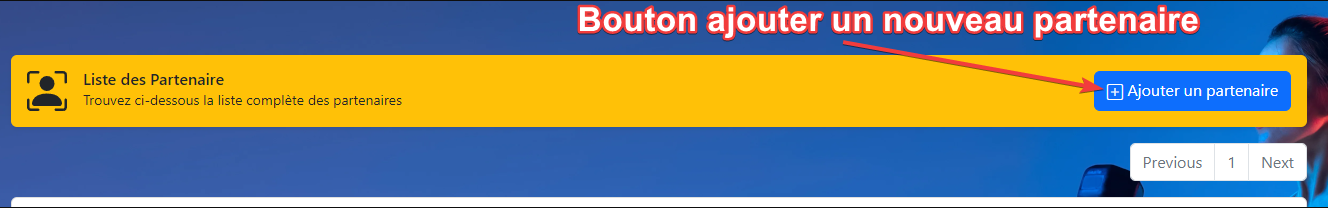 Bouton ajouter un nouveau partenaire
Liste des Partenaire
Trouvez ci-dessous la liste complète des partenaires
Ajouter un partenaire
Previous 1 Next